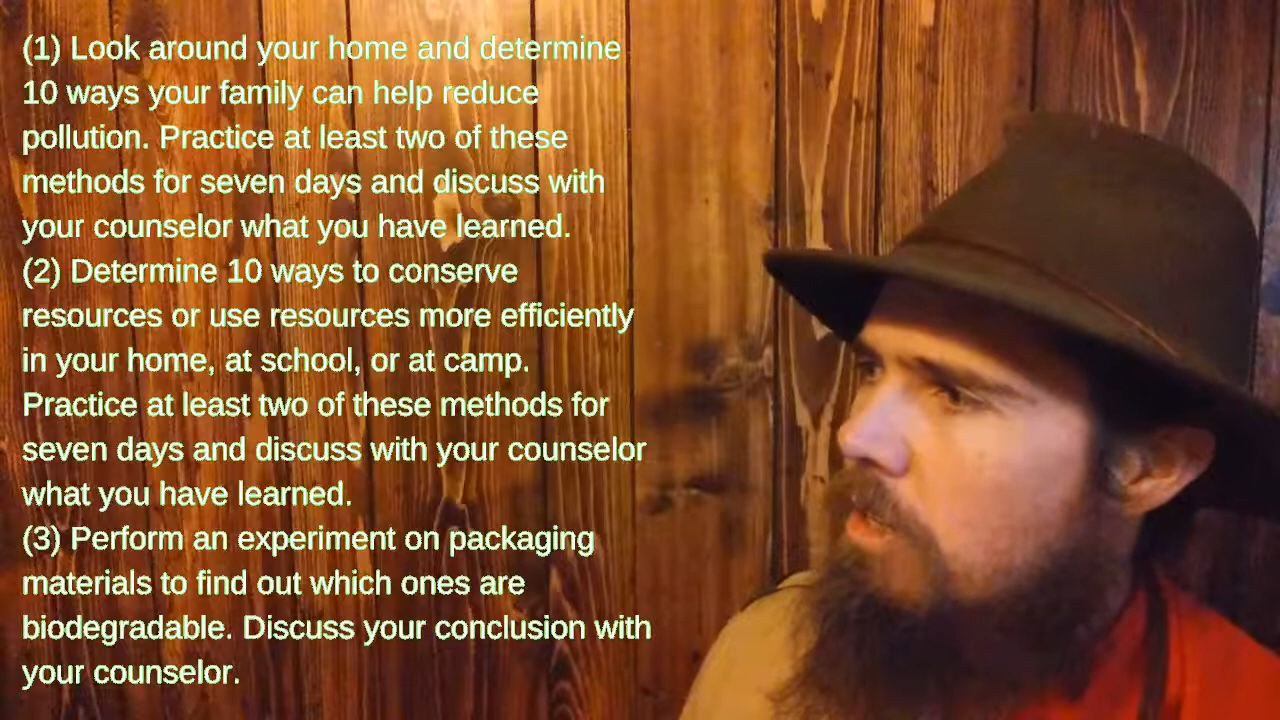 (1) Look around your home and determine
10 ways your family can help reduce
pollution. Practice at least two of these
methods for seven days and discuss with
your counselor what you have learned.
(2) Determine 10 ways to conserve
resources or use resources more efficiently
in your home, at school, or at camp.
Practice at least two of these methods for
seven days and discuss with your counselor
what you have learned.
(3) Perform an experiment on packaging
materials to find out which ones are
biodegradable. Discuss your conclusion with
your counselor.